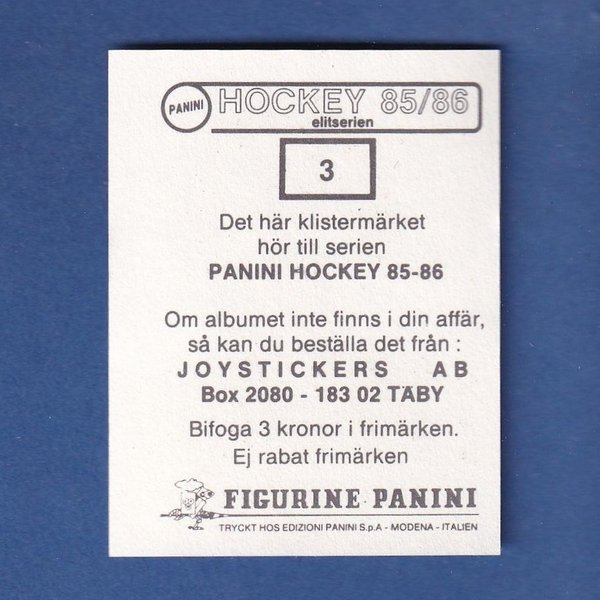 PANINI HOCKEY 85/86
elitserien
3
Det här klistermärket
hör till serien
PANINI HOCKEY 85-86
Om albumet inte finns i din affär,
så kan du beställa det från :
JOYSTICKERS AB
Box 2080 - 183 02 TÄBY
Bifoga 3 kronor i frimärken.
Ej rabat frimärken
FIGURINE PANINI
TRYCKT HOS EDIZIONI PANINI S.p.A - MODENA - ITALIEN